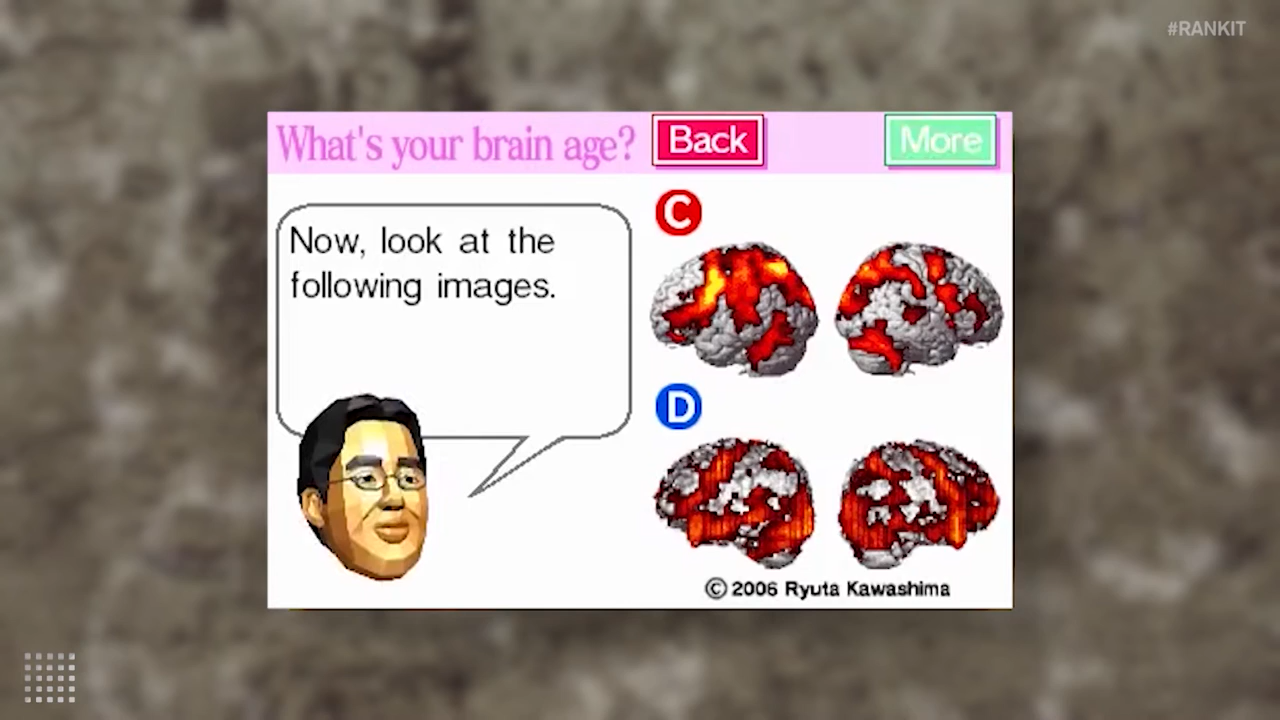 #RANKIT
What's your brain age?
Back
More
Now, look at the
following images.
C
D
© 2006 Ryuta Kawashima